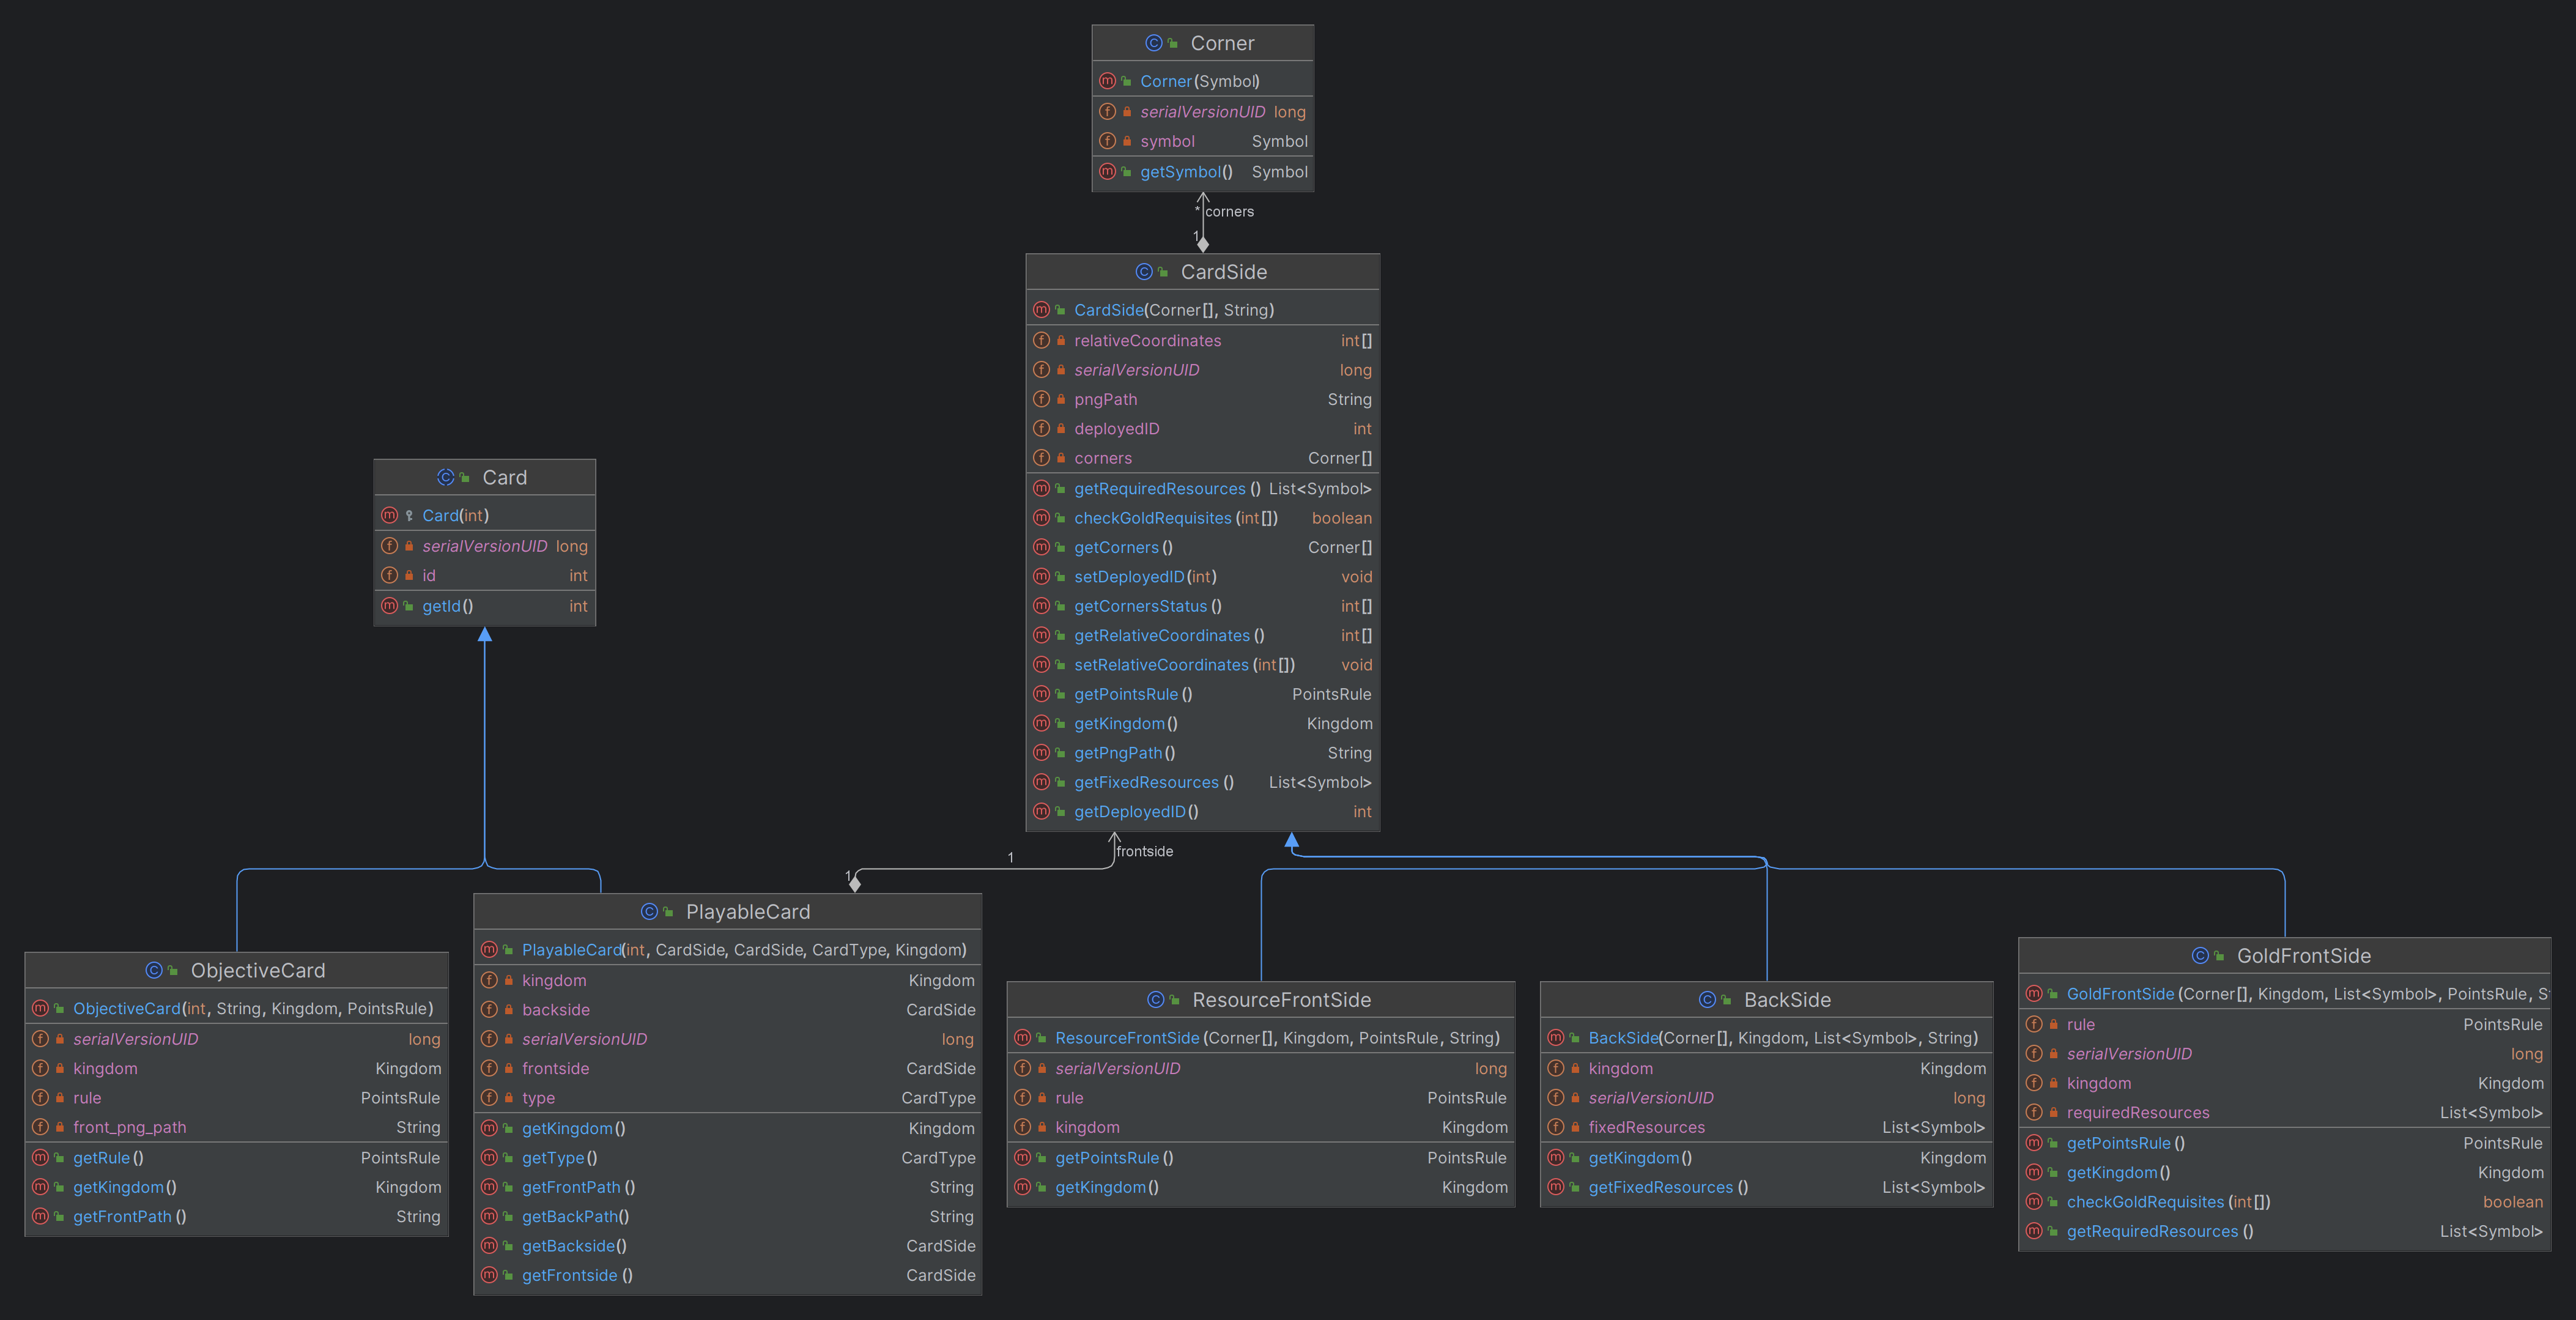 Corner
Corner(Symbol)
serialVersionUID long
symbol Symbol
getSymbol() Symbol
* corners
1
CardSide
CardSide(Corner[], String)
relativeCoordinates int[]
serialVersionUID long
pngPath String
deployedID int
corners Corner[]
getRequiredResources() List<Symbol>
checkGoldRequisites(int[]) boolean
getCorners() Corner[]
setDeployedID(int) void
getCornersStatus() int[]
getRelativeCoordinates() int[]
setRelativeCoordinates(int[]) void
getPointsRule() PointsRule
getKingdom() Kingdom
getPngPath() String
getFixedResources() List<Symbol>
getDeployedID() int
Card
Card(int)
serialVersionUID long
id int
getId() int
1 frontside
1
ObjectiveCard
ObjectiveCard(int, String, Kingdom, PointsRule)
serialVersionUID long
kingdom Kingdom
rule PointsRule
front_png_path String
getRule() PointsRule
getKingdom() Kingdom
getFrontPath() String
PlayableCard
PlayableCard(int, CardSide, CardSide, CardType, Kingdom)
kingdom Kingdom
backside CardSide
serialVersionUID long
frontside CardSide
type CardType
getKingdom() Kingdom
getType() CardType
getFrontPath() String
getBackPath() String
getBackside() CardSide
getFrontside() CardSide
ResourceFrontSide
ResourceFrontSide(Corner[], Kingdom, PointsRule, String)
serialVersionUID long
rule PointsRule
kingdom Kingdom
getPointsRule() PointsRule
getKingdom() Kingdom
BackSide
BackSide(Corner[], Kingdom, List<Symbol>, String)
kingdom Kingdom
serialVersionUID long
fixedResources List<Symbol>
getKingdom() Kingdom
getFixedResources() List<Symbol>
GoldFrontSide
GoldFrontSide(Corner[], Kingdom, List<Symbol>, PointsRule, S
rule PointsRule
serialVersionUID long
kingdom Kingdom
requiredResources List<Symbol>
getPointsRule() PointsRule
getKingdom() Kingdom
checkGoldRequisites(int[]) boolean
getRequiredResources() List<Symbol>